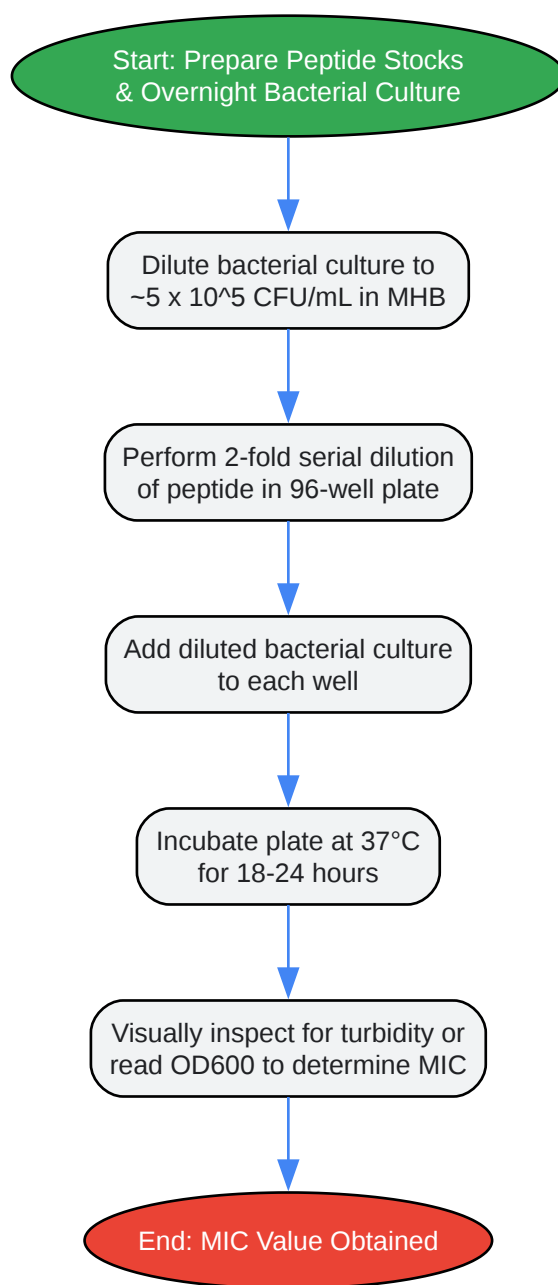 Start: Prepare Peptide Stocks
& Overnight Bacterial Culture
Dilute bacterial culture to
~5 x 10^5 CFU/mL in MHB
Perform 2-fold serial dilution
of peptide in 96-well plate
Add diluted bacterial culture
to each well
Incubate plate at 37°C
for 18-24 hours
Visually inspect for turbidity or
read OD600 to determine MIC
End: MIC Value Obtained